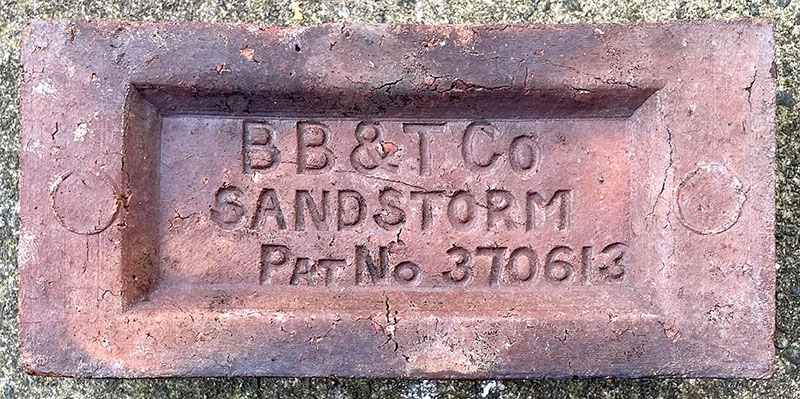 BB&T Co
SANDSTORM
PAT No 370613